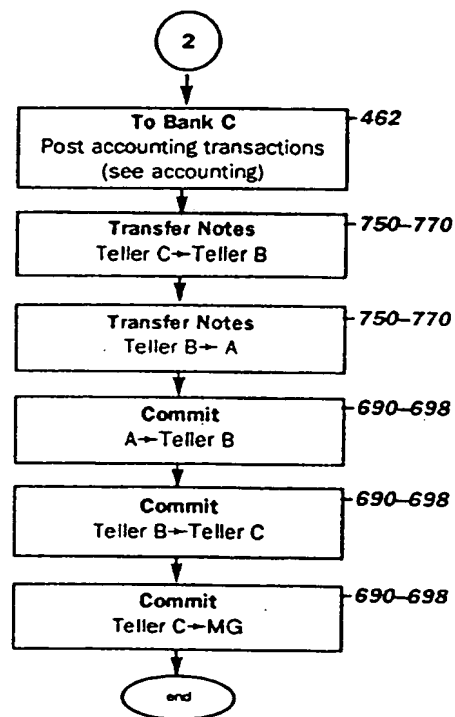 2
To Bank C
462
Post accounting transactions
(see accounting)
Transfer Notes
750–770
Teller C→Teller B
Transfer Notes
750–770
Teller B→ A
Commit
690–698
A→Teller B
Commit
690–698
Teller B→Teller C
Commit
690–698
Teller C→MG
end